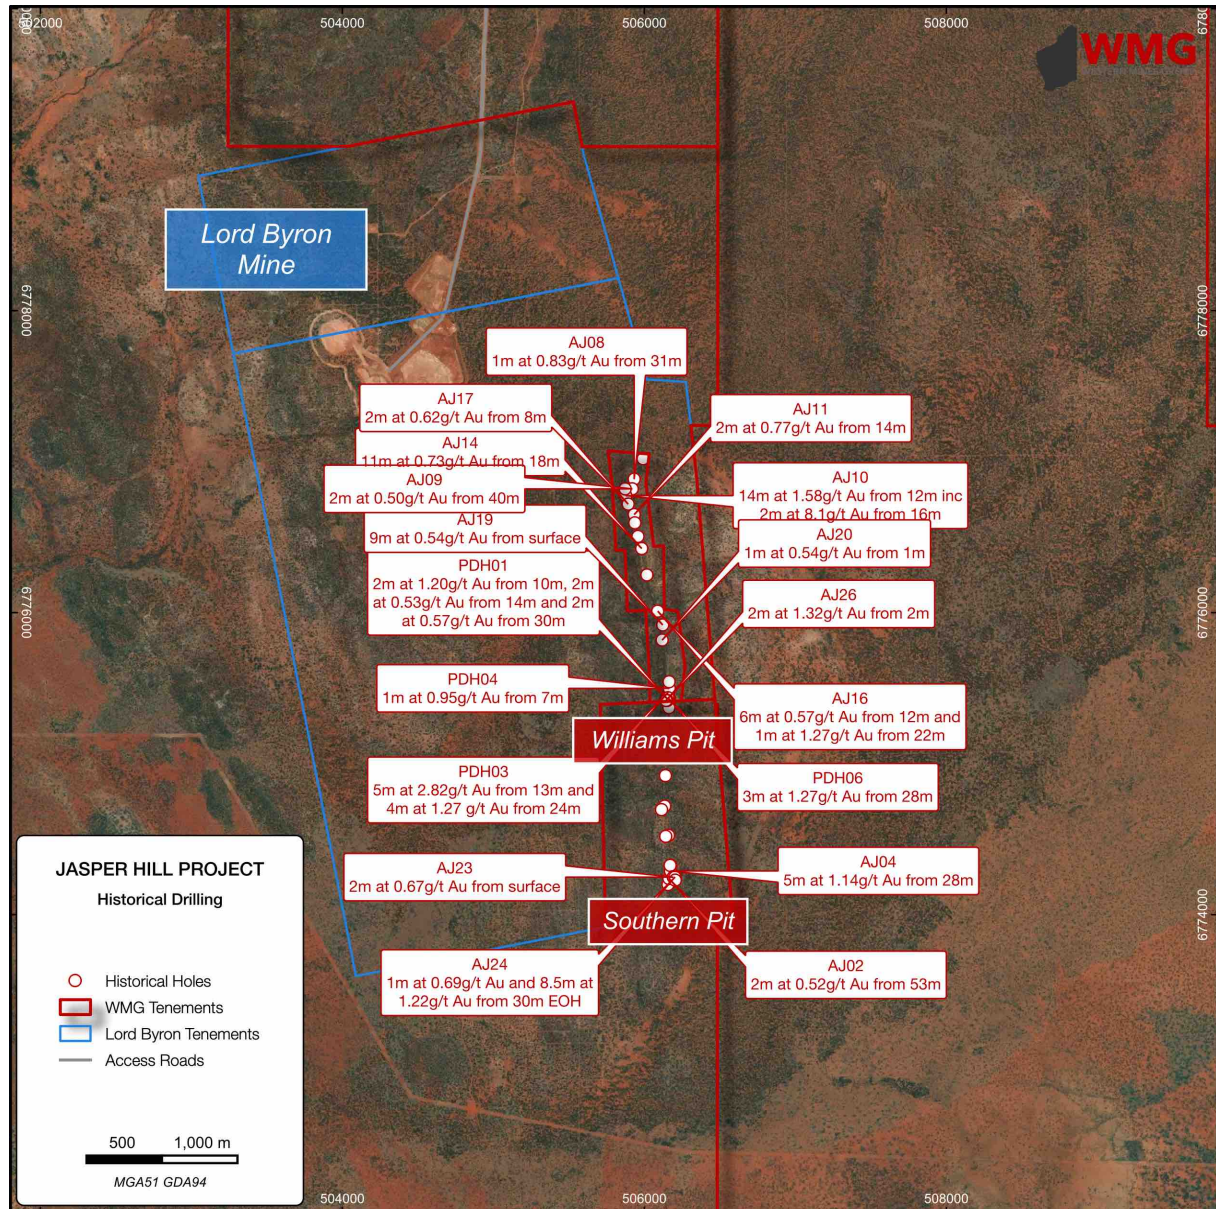 502000
504000
506000
508000
WMG
Lord Byron
Mine
6778000
6778000
AJ08
1m at 0.83g/t Au from 31m
AJ17
2m at 0.62g/t Au from 8m
AJ11
2m at 0.77g/t Au from 14m
AJ14
11m at 0.73g/t Au from 18m
AJ09
2m at 0.50g/t Au from 40m
AJ10
14m at 1.58g/t Au from 12m inc
2m at 8.1g/t Au from 16m
AJ19
9m at 0.54g/t Au from surface
AJ20
1m at 0.54g/t Au from 1m
PDH01
2m at 1.20g/t Au from 10m, 2m
at 0.53g/t Au from 14m and 2m
at 0.57g/t Au from 30m
AJ26
2m at 1.32g/t Au from 2m
6776000
6776000
PDH04
1m at 0.95g/t Au from 7m
AJ16
6m at 0.57g/t Au from 12m and
1m at 1.27g/t Au from 22m
Williams Pit
PDH03
5m at 2.82g/t Au from 13m and
4m at 1.27 g/t Au from 24m
PDH06
3m at 1.27g/t Au from 28m
AJ23
2m at 0.67g/t Au from surface
AJ04
5m at 1.14g/t Au from 28m
Southern Pit
6774000
AJ24
1m at 0.69g/t Au and 8.5m at
1.22g/t Au from 30m EOH
AJ02
2m at 0.52g/t Au from 53m
JASPER HILL PROJECT
Historical Drilling
Historical Holes
WMG Tenements
Lord Byron Tenements
Access Roads
500
1,000 m
MGA51 GDA94
504000
506000
508000